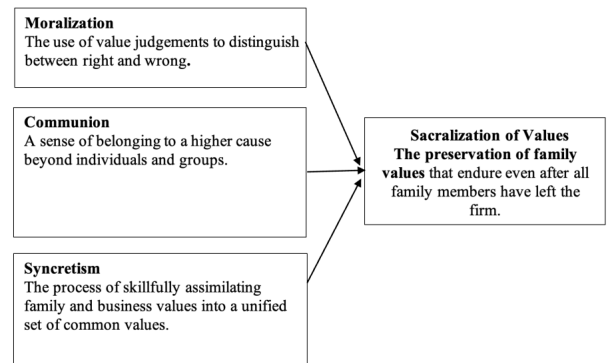 Moralization
The use of value judgements to distinguish
between right and wrong.
Communion
A sense of belonging to a higher cause
beyond individuals and groups.
Syncretism
The process of skillfully assimilating
family and business values into a unified
set of common values.
Sacralization of Values
The preservation of family
values that endure even after all
family members have left the
firm.